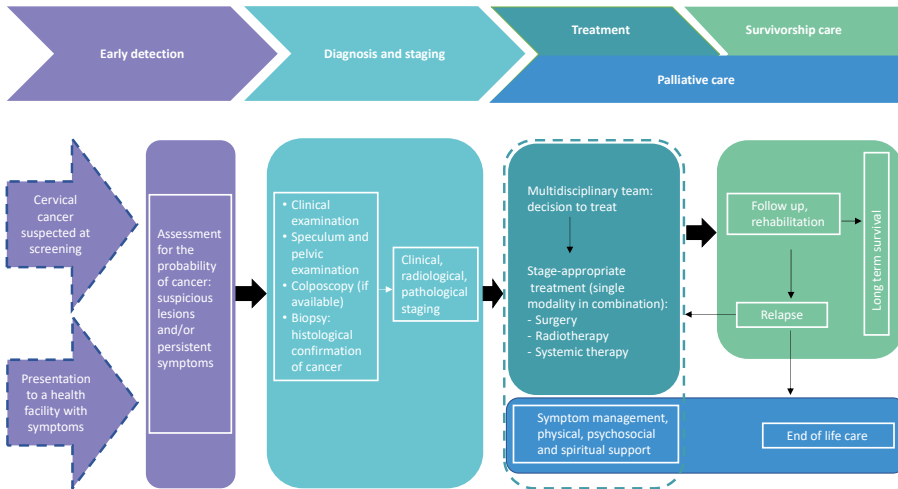 Early detection
Diagnosis and staging
Treatment
Survivorship care
Palliative care
Cervical
cancer
suspected at
screening
Presentation
to a health
facility with
symptoms
Assessment
for the
probability
of cancer:
suspicious
lesions
and/or
persistent
symptoms
• Clinical
examination
• Speculum and
pelvic
examination
• Colposcopy (if
available)
• Biopsy:
histological
confirmation
of cancer
Clinical,
radiological,
pathological
staging
Multidisciplinary team:
decision to treat
Stage-appropriate
treatment (single
modality in combination):
- Surgery
- Radiotherapy
- Systemic therapy
Follow up,
rehabilitation
Long term survival
Relapse
Symptom management,
physical, psychosocial
and spiritual support
End of life care